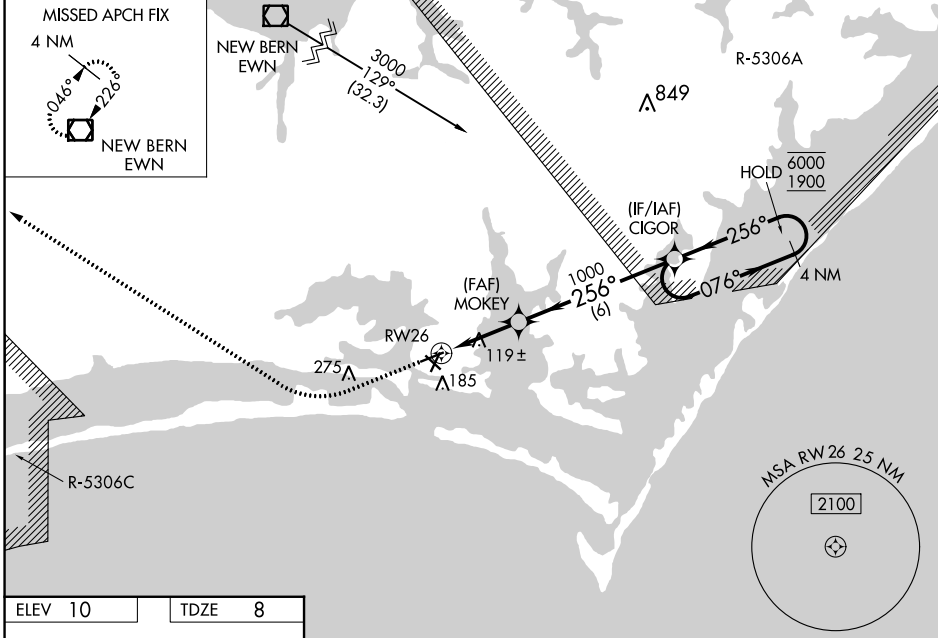 MISSED APCH FIX
4 NM
046°
226°
NEW BERN
EWN
NEW BERN
EWN
3000
129°
(32.3)
R-5306A
849
HOLD
6000
1900
(IF/IAF)
CIGOR
256°
076°
4 NM
1000
256°
(6)
(FAF)
MOKEY
RW26
119 ±
275
185
R-5306C
MSA RW 26 25 NM
2100
ELEV 10
TDZE 8